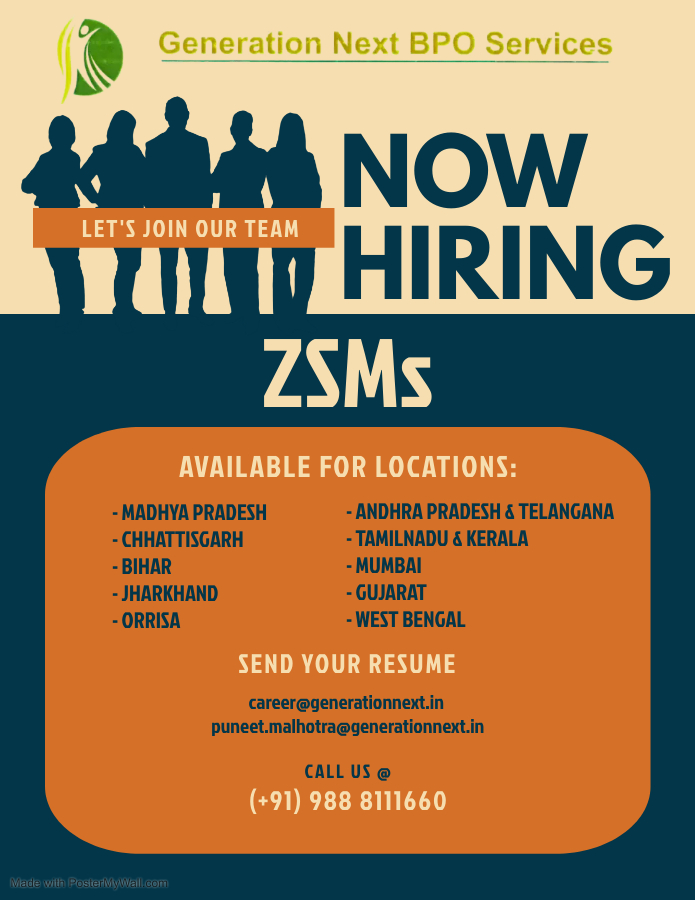 Generation Next BPO Services
NOW
HIRING
LET'S JOIN OUR TEAM
ZSMs
AVAILABLE FOR LOCATIONS:
- MADHYA PRADESH
- CHHATTISGARH
- BIHAR
- JHARKHAND
- ORRISA
- ANDHRA PRADESH & TELANGANA
- TAMILNADU & KERALA
- MUMBAI
- GUJARAT
- WEST BENGAL
SEND YOUR RESUME
career@generationnext.in
puneet.malhotra@generationnext.in
CALL US @
(+91) 988 8111660
Made with PosterMyWall.com